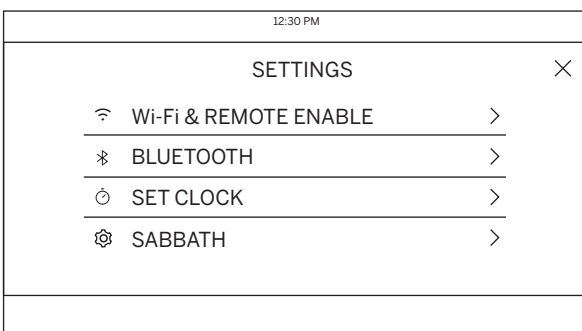 12:30 PM
SETTINGS
Wi-Fi & REMOTE ENABLE
BLUETOOTH
SET CLOCK
SABBATH